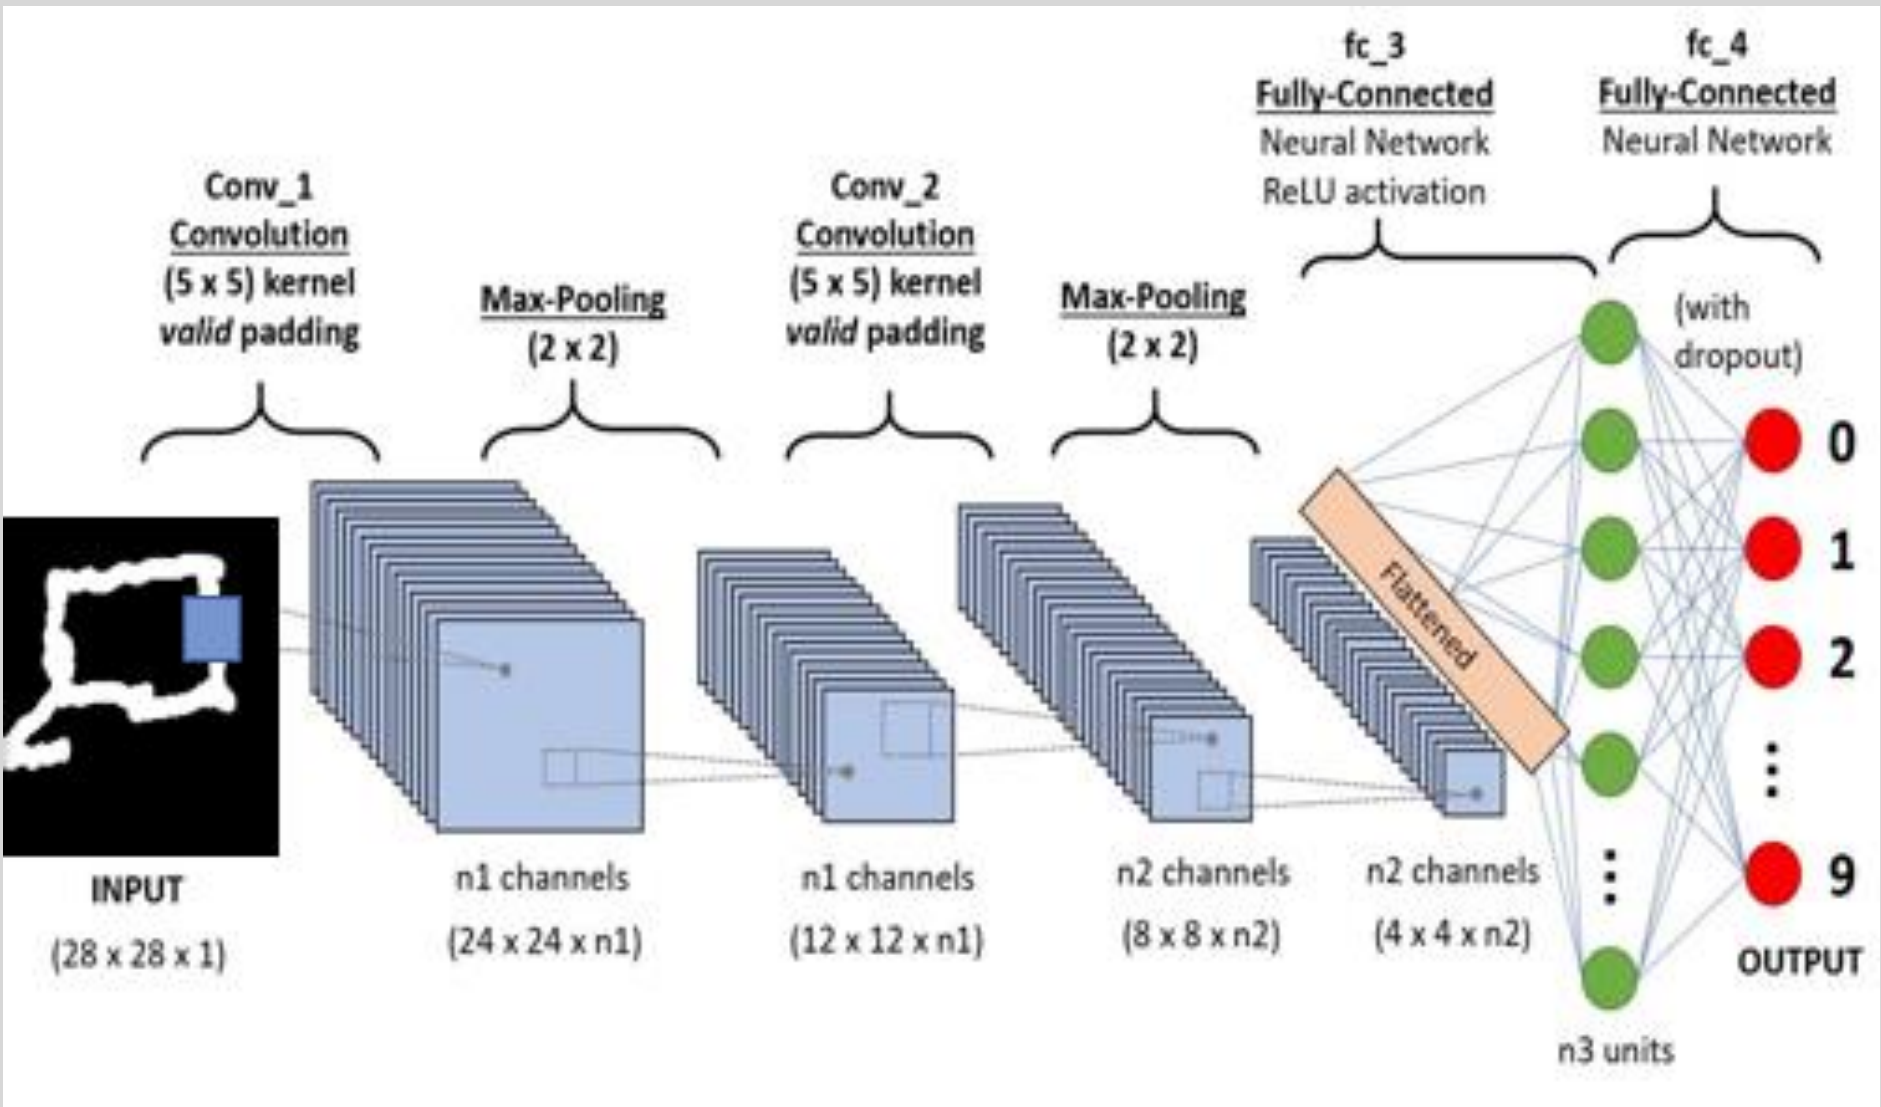 Conv_1
Convolution
(5 x 5) kernel
valid padding
Max-Pooling
(2 x 2)
Conv_2
Convolution
(5 x 5) kernel
valid padding
Max-Pooling
(2 x 2)
fc_3
Fully-Connected
Neural Network
ReLU activation
fc_4
Fully-Connected
Neural Network
(with
dropout)
Flattened
0
1
2
9
INPUT
(28 x 28 x 1)
n1 channels
(24 x 24 x n1)
n1 channels
(12 x 12 x n1)
n2 channels
(8 x 8 x n2)
n2 channels
(4 x 4 x n2)
OUTPUT
n3 units